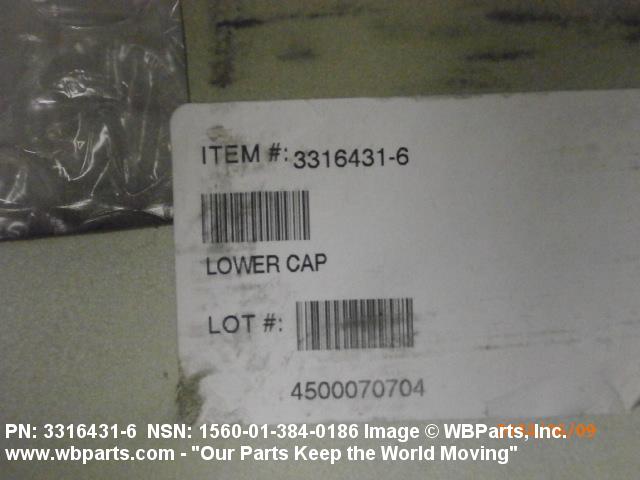 ITEM #: 3316431-6
LOWER CAP
LOT #:
4500070704
PN: 3316431-6 NSN: 1560-01-384-0186 Image © WBParts, Inc.
www.wbparts.com - "Our Parts Keep the World Moving"